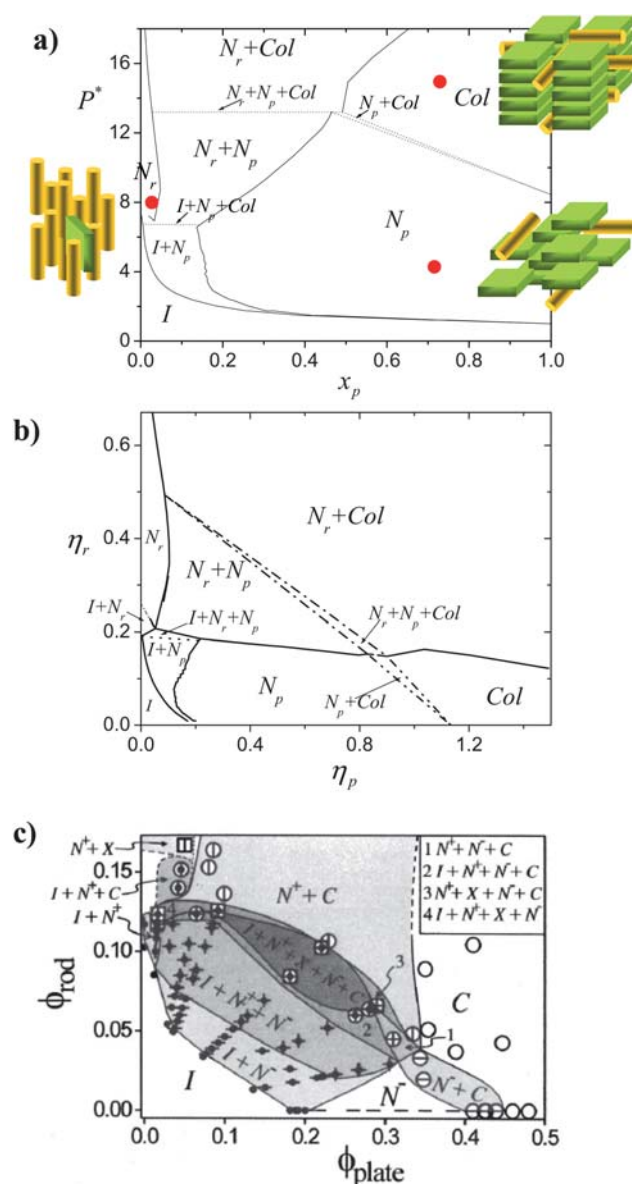 a)
N_r+Col
P*
N_r+N_p+Col
N_p+Col
Col
N_r+N_p
N_r
I+N_p+Col
N_p
I+N_p
I
16
12
8
4
0
0.0 0.2 0.4 0.6 0.8 1.0
x_p
b)
0.6
N_r+Col
η_r
0.4
N_r
N_r+N_p
I+N_r
I+N_r+N_p
N_r+N_p+Col
0.2
I+N_p
N_p
N_p+Col
Col
I
0.0
0.0 0.4 0.8 1.2
η_p
c)
N⁺+X
1 N⁺+N⁻+C
2 I+N⁺+N⁻+C
3 N⁺+X+N⁻+C
4 I+N⁺+X+N⁻
0.15
I+N⁺+C
N⁺+C
I+N⁺
I+N⁺+X+N⁻+C
0.10
ϕ_rod
3
C
I+N⁺+N⁻
2
1
0.05
I+N⁻
I
N⁻
N⁻+C
0.00
0.0 0.1 0.2 0.3 0.4 0.5
ϕ_plate